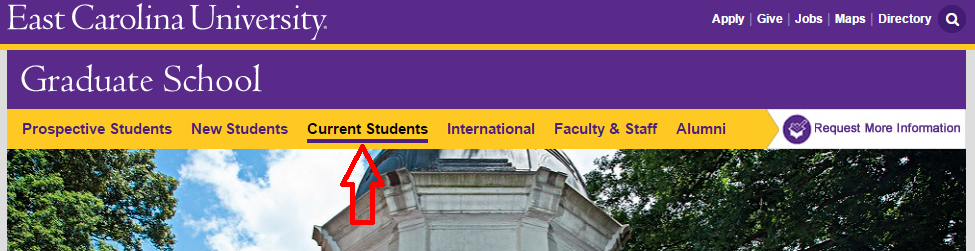 East Carolina University.
Apply | Give | Jobs | Maps | Directory
Graduate School
Prospective Students New Students Current Students International Faculty & Staff Alumni Request More Information